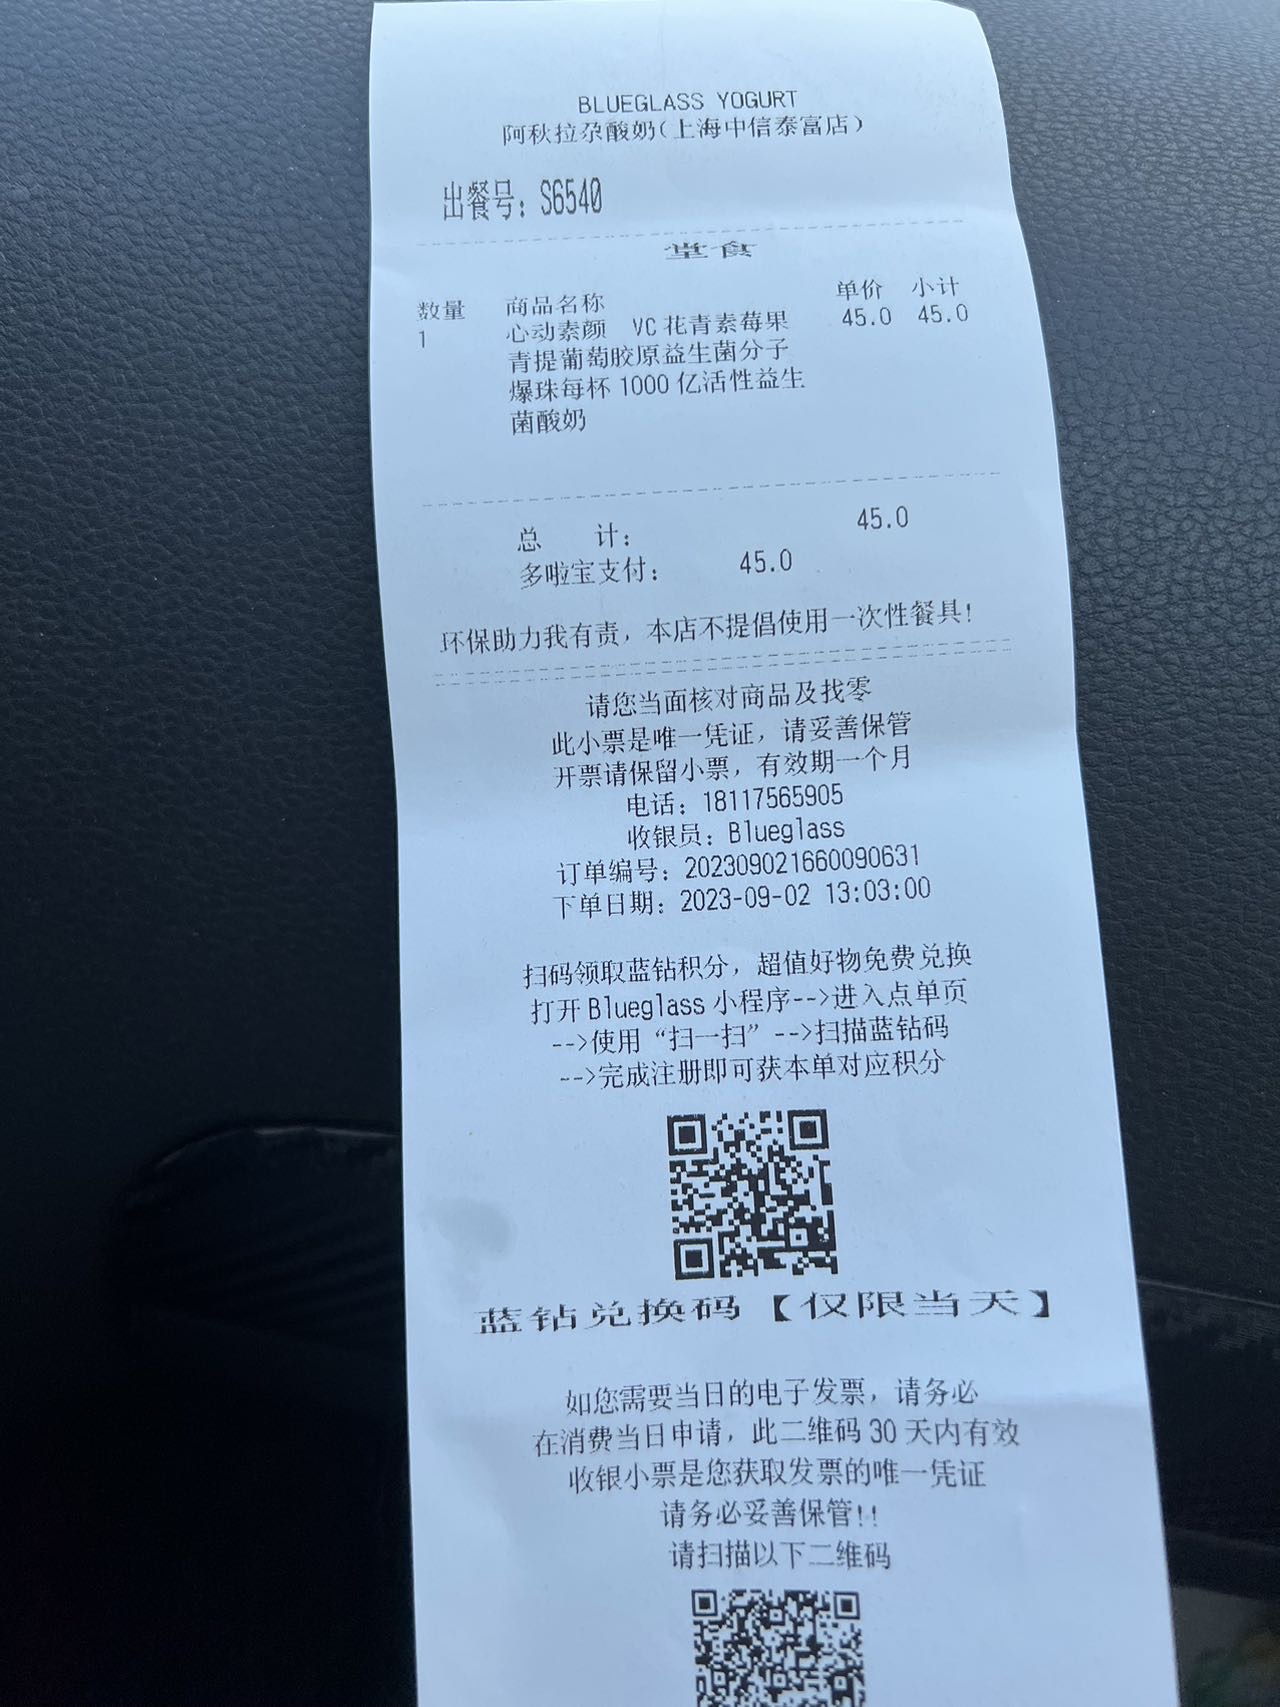 BLUEGLASS YOGURT
阿秋拉尕酸奶(上海中信泰富店)
出餐号: S6540
堂食
数量 商品名称 单价 小计
1 心动素颜 VC花青素莓果 45.0 45.0
青提葡萄胶原益生菌分子
爆珠每杯1000亿活性益生
菌酸奶
总 计: 45.0
多啦宝支付: 45.0
环保助力我有责，本店不提倡使用一次性餐具!
请您当面核对商品及找零
此小票是唯一凭证，请妥善保管
开票请保留小票，有效期一个月
电话: 18117565905
收银员: Blueglass
订单编号: 202309021660090631
下单日期: 2023-09-02 13:03:00
扫码领取蓝钻积分，超值好物免费兑换
打开Blueglass小程序-->进入点单页
-->使用“扫一扫”-->扫描蓝钻码
-->完成注册即可获本单对应积分
蓝钻兑换码【仅限当天】
如您需要当日的电子发票，请务必
在消费当日申请，此二维码30天内有效
收银小票是您获取发票的唯一凭证
请务必妥善保管!!
请扫描以下二维码